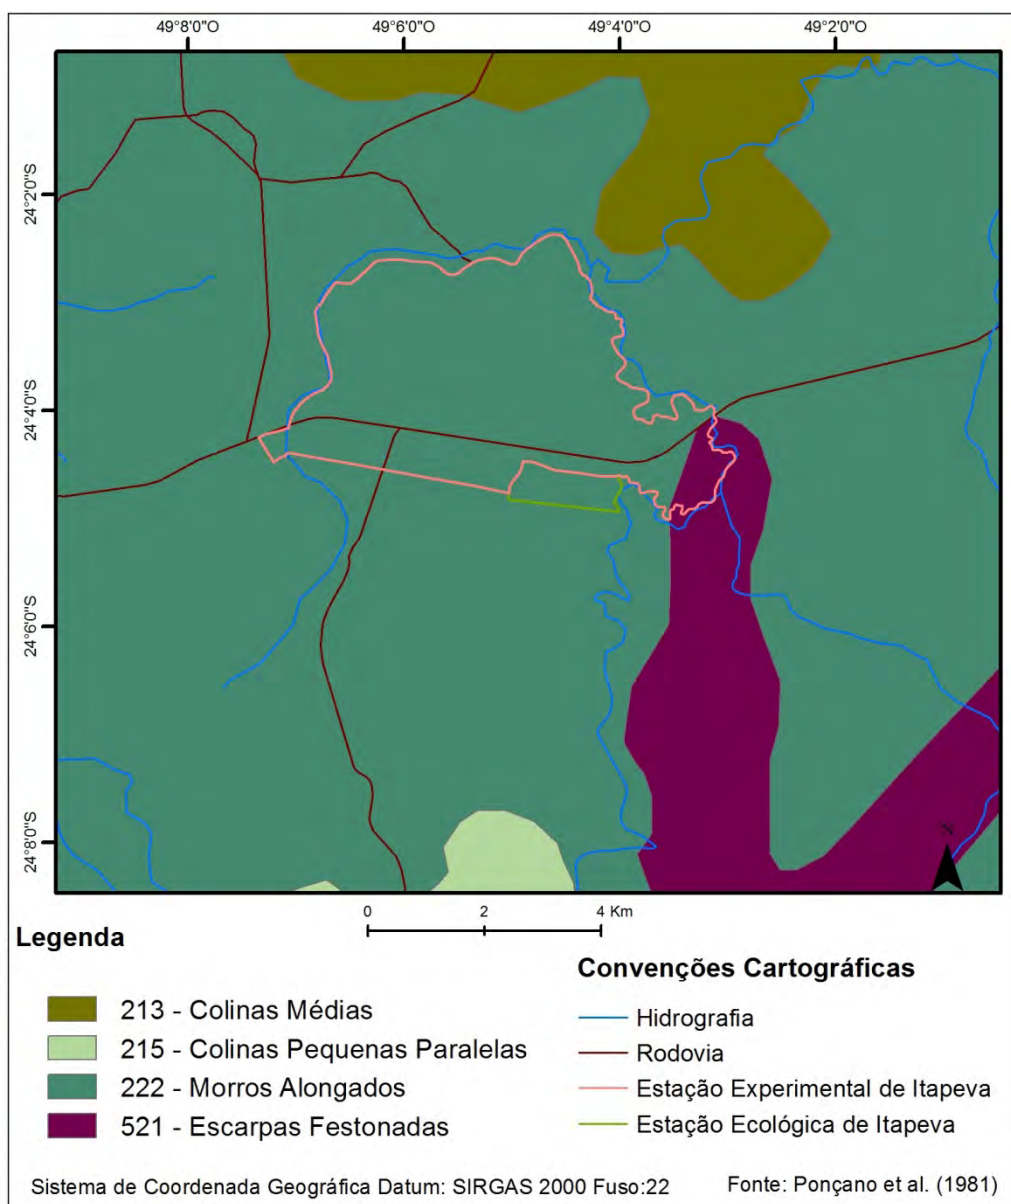 49°8'0"O
49°6'0"O
49°4'0"O
49°2'0"O
24°2'0"S
24°4'0"S
24°6'0"S
24°8'0"S
N
0 2 4 Km
Legenda
213 - Colinas Médias
215 - Colinas Pequenas Paralelas
222 - Morros Alongados
521 - Escarpas Festonadas
Convenções Cartográficas
Hidrografia
Rodovia
Estação Experimental de Itapeva
Estação Ecológica de Itapeva
Sistema de Coordenada Geográfica Datum: SIRGAS 2000 Fuso:22
Fonte: Ponçano et al. (1981)